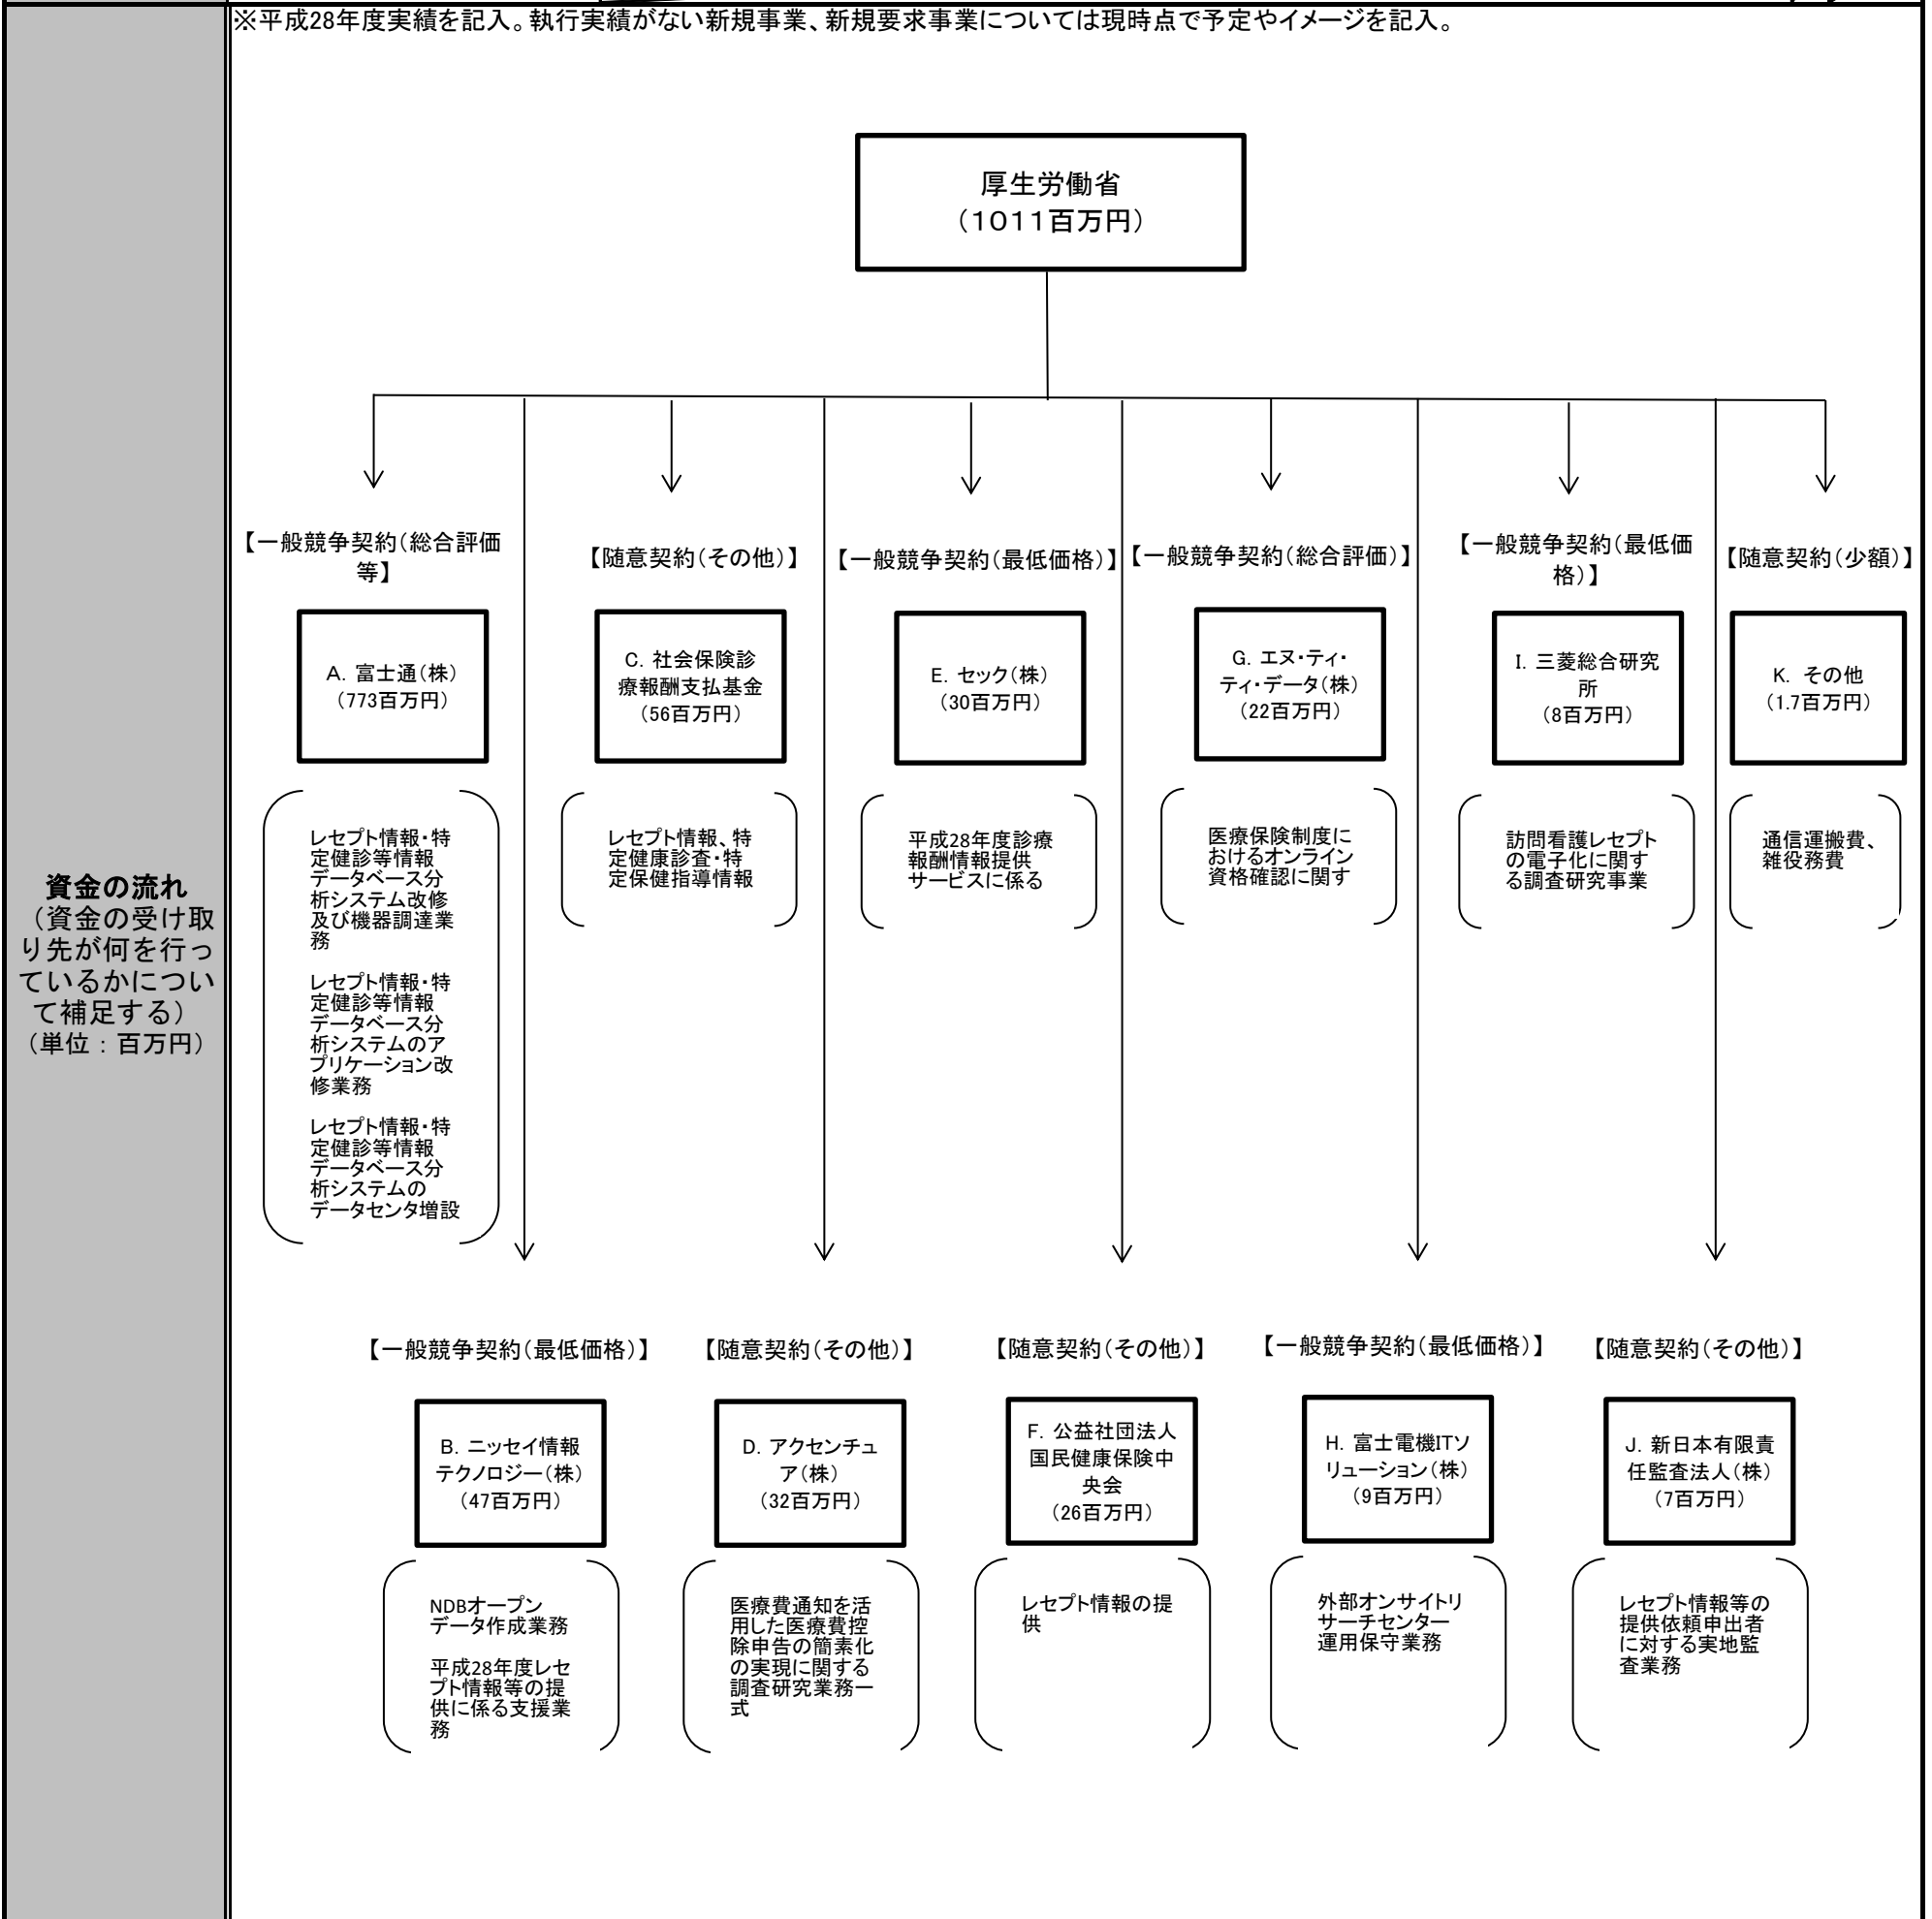 ※平成28年度実績を記入。執行実績がない新規事業、新規要求事業については現時点で予定やイメージを記入。
資金の流れ
（資金の受け取
り先が何を行っ
ているかについ
て補足する）
（単位：百万円）
厚生労働省
（1011百万円）
【一般競争契約（総合評価
等】
A．富士通（株）
（773百万円）
レセプト情報・特
定健診等情報
データベース分
析システム改修
及び機器調達業
務
レセプト情報・特
定健診等情報
データベース分
析システムのア
プリケーション改
修業務
レセプト情報・特
定健診等情報
データベース分
析システムの
データセンタ増設
【随意契約（その他）】
C．社会保険診
療報酬支払基金
（56百万円）
レセプト情報、特
定健康診査・特
定保健指導情報
【一般競争契約（最低価格）】
E．セック（株）
（30百万円）
平成28年度診療
報酬情報提供
サービスに係る
【一般競争契約（総合評価）】
G．エヌ・ティ・
ティ・データ（株）
（22百万円）
医療保険制度に
おけるオンライン
資格確認に関す
【一般競争契約（最低価
格）】
I．三菱総合研究
所
（8百万円）
訪問看護レセプト
の電子化に関す
る調査研究事業
【随意契約（少額）】
K．その他
（1.7百万円）
通信運搬費、
雑役務費
【一般競争契約（最低価格）】
B．ニッセイ情報
テクノロジー（株）
（47百万円）
NDBオープン
データ作成業務
平成28年度レセ
プト情報等の提
供に係る支援業
務
【随意契約（その他）】
D．アクセンチュ
ア（株）
（32百万円）
医療費通知を活
用した医療費控
除申告の簡素化
の実現に関する
調査研究業務一
式
【随意契約（その他）】
F．公益社団法人
国民健康保険中
央会
（26百万円）
レセプト情報の提
供
【一般競争契約（最低価格）】
H．富士電機ITソ
リューション（株）
（9百万円）
外部オンサイトリ
サーチセンター
運用保守業務
【随意契約（その他）】
J．新日本有限責
任監査法人（株）
（7百万円）
レセプト情報等の
提供依頼申出者
に対する実地監
査業務